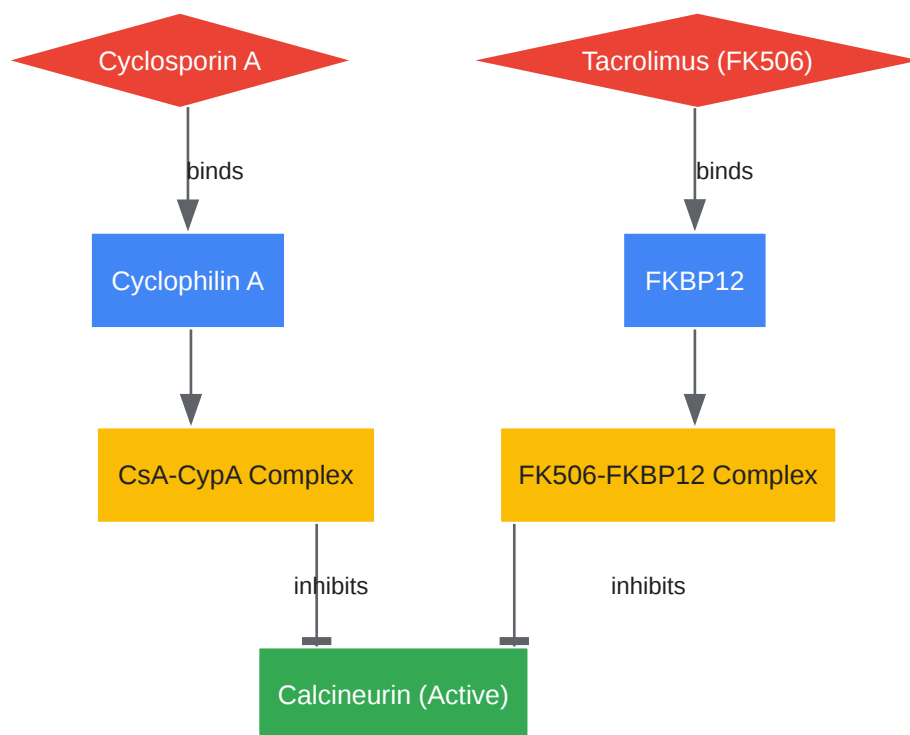 Cyclosporin A
Tacrolimus (FK506)
binds
binds
Cyclophilin A
FKBP12
CsA-CypA Complex
FK506-FKBP12 Complex
inhibits
inhibits
Calcineurin (Active)